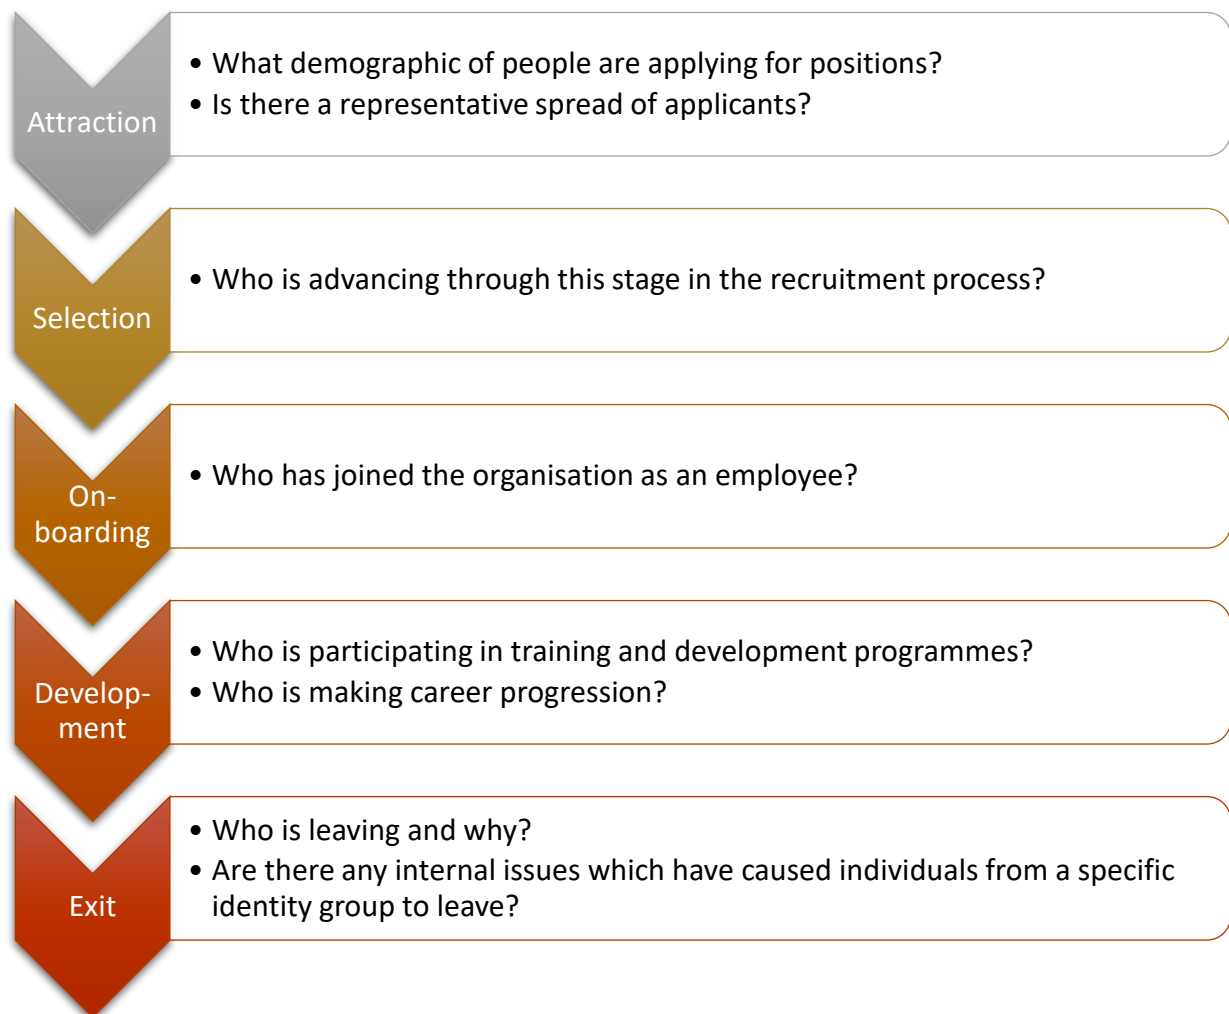 Attraction
• What demographic of people are applying for positions?
• Is there a representative spread of applicants?
Selection
• Who is advancing through this stage in the recruitment process?
On-
boarding
• Who has joined the organisation as an employee?
Develop-
ment
• Who is participating in training and development programmes?
• Who is making career progression?
Exit
• Who is leaving and why?
• Are there any internal issues which have caused individuals from a specific
identity group to leave?